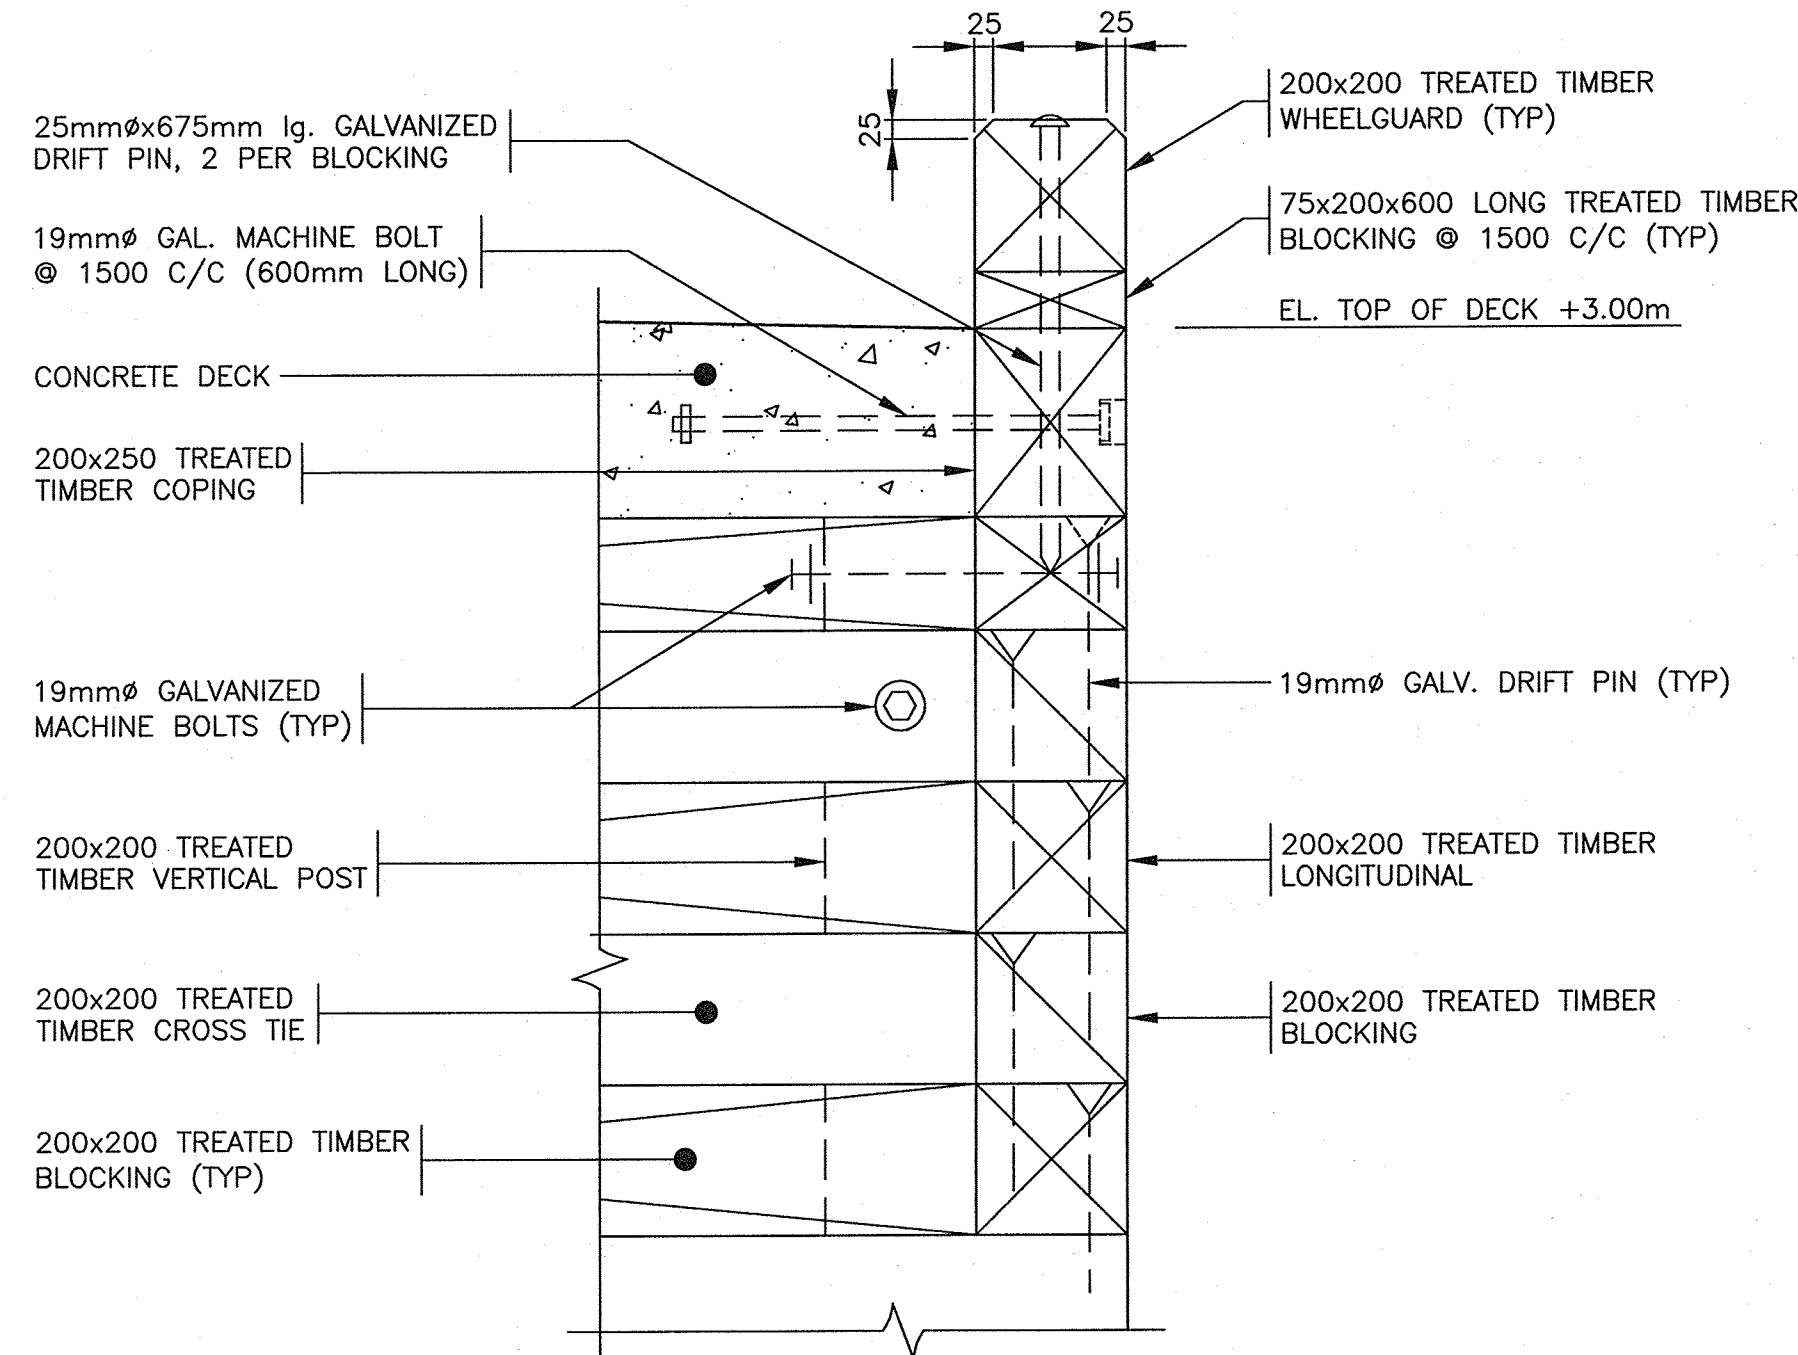 25
25
25
25mmøx675mm lg. GALVANIZED
DRIFT PIN, 2 PER BLOCKING
19mmø GAL. MACHINE BOLT
@ 1500 C/C (600mm LONG)
CONCRETE DECK
200x250 TREATED
TIMBER COPING
19mmø GALVANIZED
MACHINE BOLTS (TYP)
200x200 TREATED
TIMBER VERTICAL POST
200x200 TREATED
TIMBER CROSS TIE
200x200 TREATED TIMBER
BLOCKING (TYP)
200x200 TREATED TIMBER
WHEELGUARD (TYP)
75x200x600 LONG TREATED TIMBER
BLOCKING @ 1500 C/C (TYP)
EL. TOP OF DECK +3.00m
19mmø GALV. DRIFT PIN (TYP)
200x200 TREATED TIMBER
LONGITUDINAL
200x200 TREATED TIMBER
BLOCKING